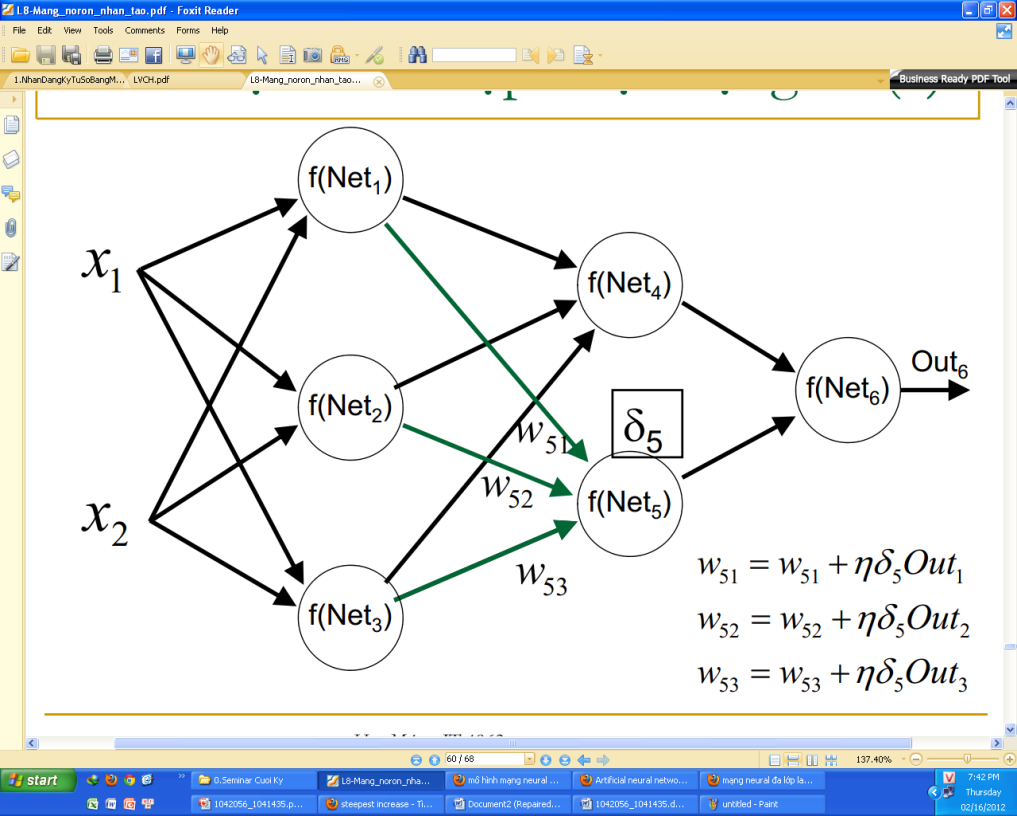 L8-Mang_noron_nhan_tao.pdf - Foxit Reader
File Edit View Tools Comments Forms Help
1.NhanDangKyTuSoBangM... LVCH.pdf L8-Mang_noron_nhan_tao... Business Ready PDF Tool
f(Net₁)
x₁
f(Net₄)
Out₆
f(Net₆)
f(Net₂)
δ₅
w₅₁
w₅₂
f(Net₅)
x₂
w₅₃
f(Net₃)
w₅₁ = w₅₁ + ηδ₅Out₁
w₅₂ = w₅₂ + ηδ₅Out₂
w₅₃ = w₅₃ + ηδ₅Out₃
60 / 68 137.40%
start 0.Seminar Cuoi Ky L8-Mang_noron_nha... mô hình mạng neural ... Artificial neural netwo... mạng neural đa lớp la... 7:42 PM
Thursday
1042056_1041435.p... steepest increase - Ti... Document2 (Repaired... 1042056_1041435.d... untitled - Paint 02/16/2012